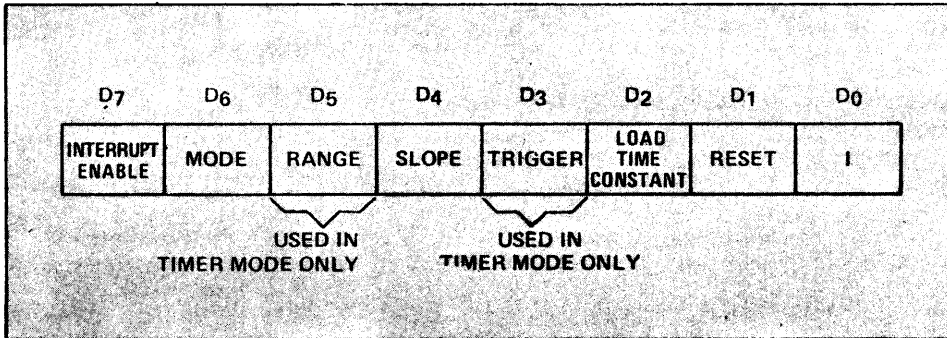 D7 D6 D5 D4 D3 D2 D1 D0
INTERRUPT
ENABLE
MODE
RANGE
SLOPE
TRIGGER
LOAD
TIME
CONSTANT
RESET
I
USED IN
TIMER MODE ONLY
USED IN
TIMER MODE ONLY